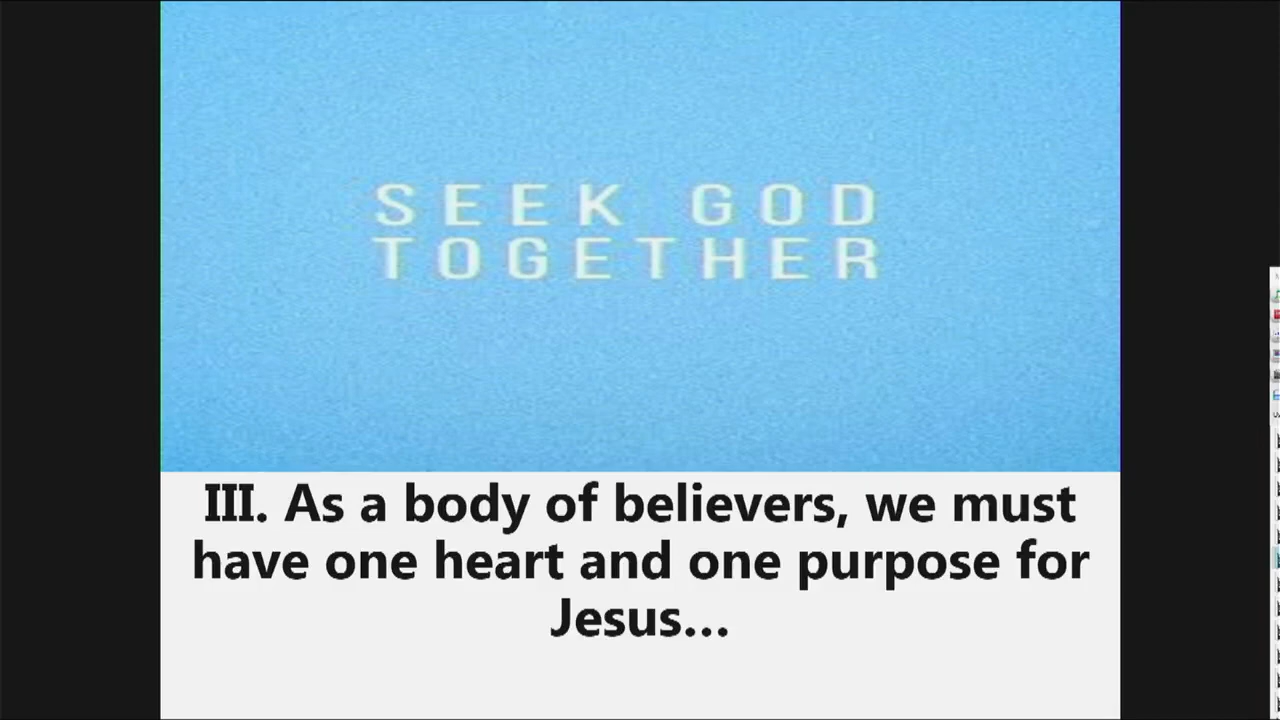 SEEK GOD
TOGETHER
III. As a body of believers, we must
have one heart and one purpose for
Jesus...